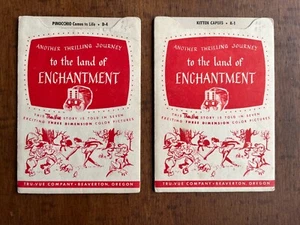 PINOCCHIO Comes to Life • D-4
ANOTHER THRILLING JOURNEY
to the land of
ENCHANTMENT
THIS Tru-Vue STORY IS TOLD IN SEVEN
EXCITING THREE DIMENSION COLOR PICTURES
TRU-VUE COMPANY • BEAVERTON, OREGON
KITTEN CAPERS • K-2
ANOTHER THRILLING JOURNEY
to the land of
ENCHANTMENT
THIS Tru-Vue STORY IS TOLD IN SEVEN
EXCITING THREE DIMENSION COLOR PICTURES
TRU-VUE COMPANY • BEAVERTON, OREGON